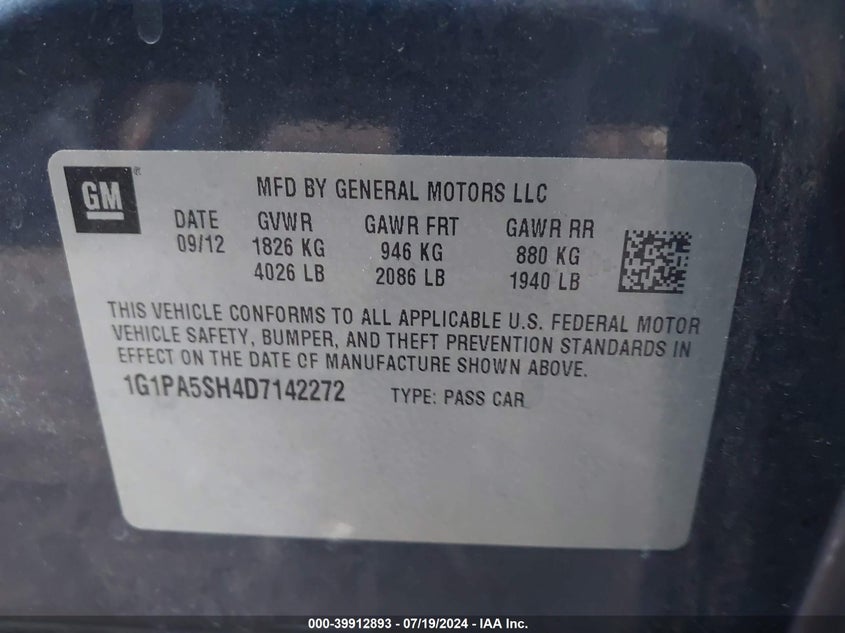 GM
MFD BY GENERAL MOTORS LLC
DATE GVWR GAWR FRT GAWR RR
09/12 1826 KG 946 KG 880 KG
4026 LB 2086 LB 1940 LB
THIS VEHICLE CONFORMS TO ALL APPLICABLE U.S. FEDERAL MOTOR
VEHICLE SAFETY, BUMPER, AND THEFT PREVENTION STANDARDS IN
EFFECT ON THE DATE OF MANUFACTURE SHOWN ABOVE.
1G1PA5SH4D7142272 TYPE: PASS CAR
000-39912893 - 07/19/2024 - IAA Inc.